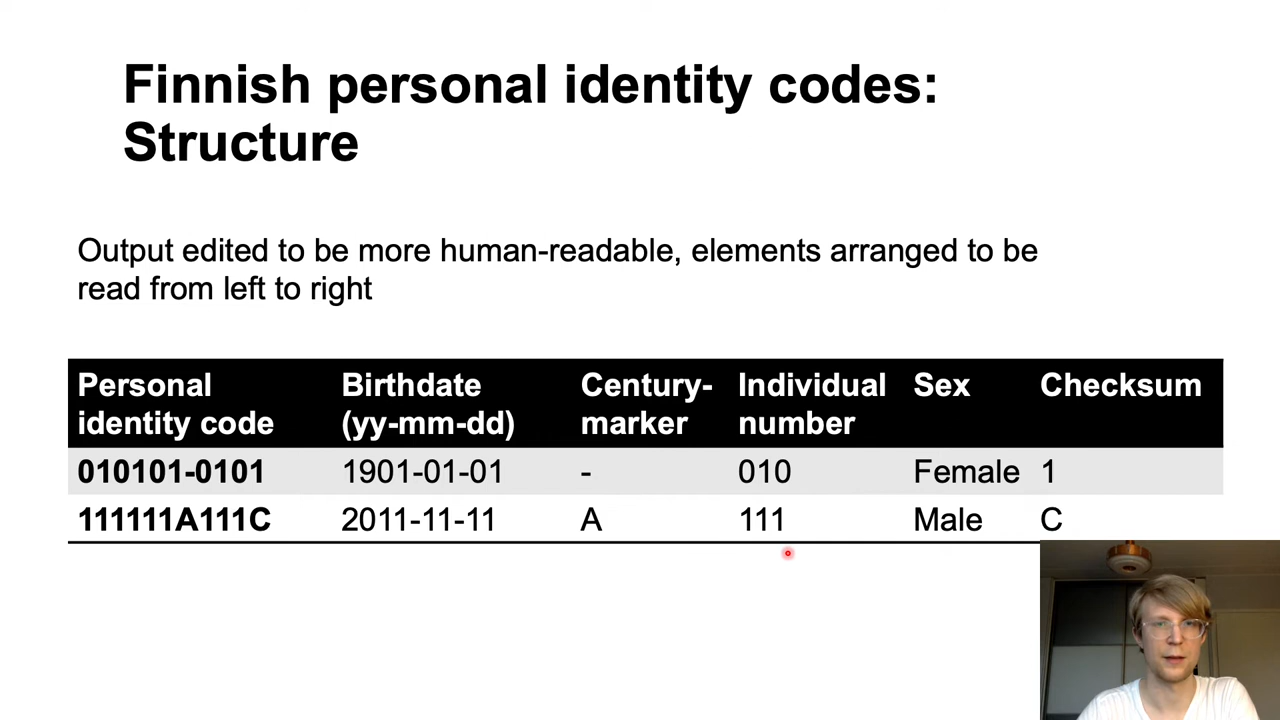 Finnish personal identity codes:
Structure
Output edited to be more human-readable, elements arranged to be
read from left to right
Personal identity code Birthdate (yy-mm-dd) Century-marker Individual number Sex Checksum
010101-0101 1901-01-01 - 010 Female 1
111111A111C 2011-11-11 A 111 Male C